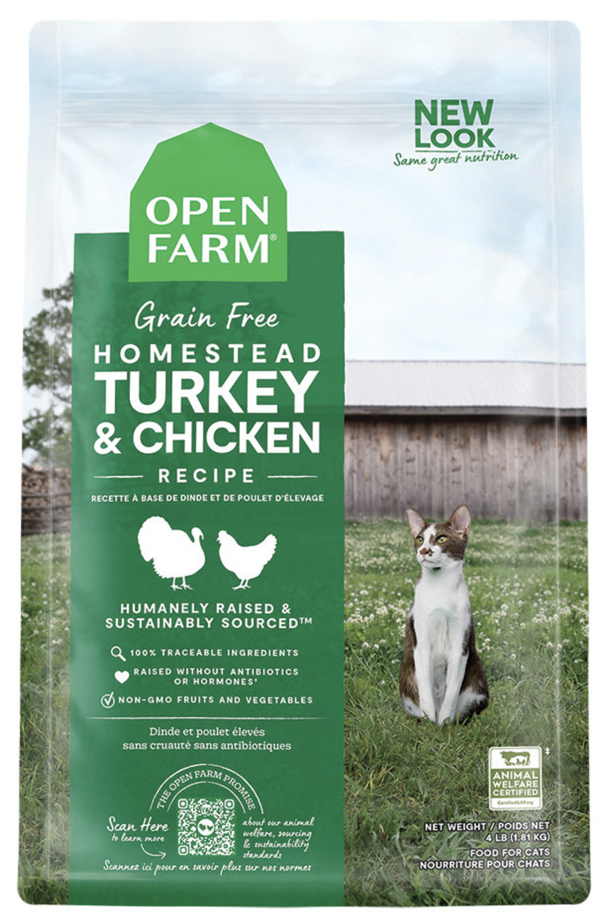 NEW
LOOK
Same great nutrition
OPEN
FARM®
Grain Free
HOMESTEAD
TURKEY
& CHICKEN
RECIPE
RECETTE À BASE DE DINDE ET DE POULET D'ÉLEVAGE
HUMANELY RAISED &
SUSTAINABLY SOURCED™
100% TRACEABLE INGREDIENTS
RAISED WITHOUT ANTIBIOTICS
OR HORMONES†
NON-GMO FRUITS AND VEGETABLES
Dinde et poulet élevés
sans cruauté sans antibiotiques
THE OPEN FARM PROMISE
Scan Here
to learn more
about our animal
welfare, sourcing
& sustainability
standards
Scannez ici pour en savoir plus sur nos normes
ANIMAL
WELFARE
CERTIFIED
CertifiedGAP.org
‡
NET WEIGHT / POIDS NET
4 LB (1.81 KG)
FOOD FOR CATS
NOURRITURE POUR CHATS